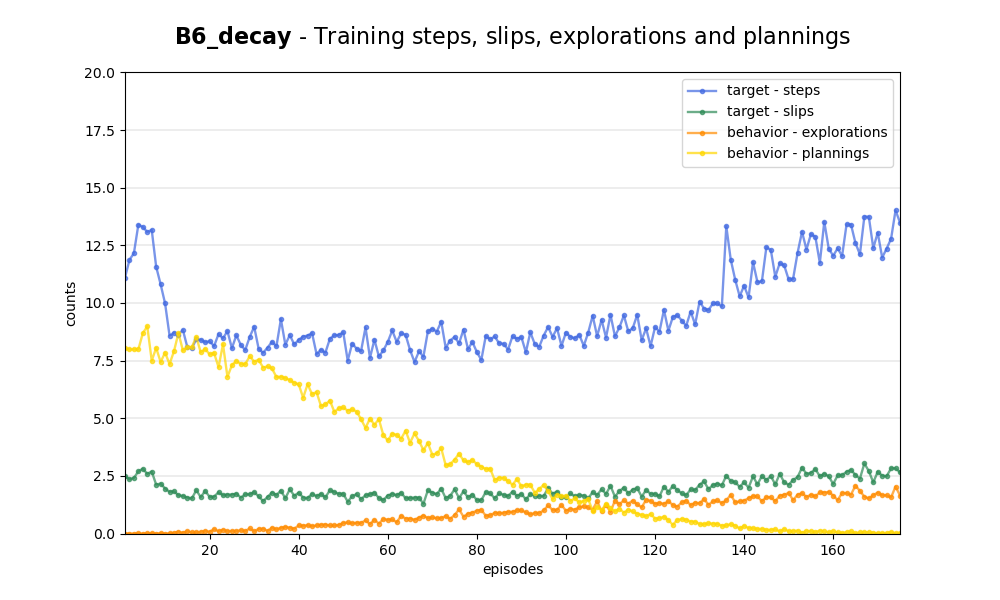 B6_decay - Training steps, slips, explorations and plannings
20.0
17.5
15.0
12.5
10.0
7.5
5.0
2.5
0.0
counts
target - steps
target - slips
behavior - explorations
behavior - plannings
20
40
60
80
100
120
140
160
episodes